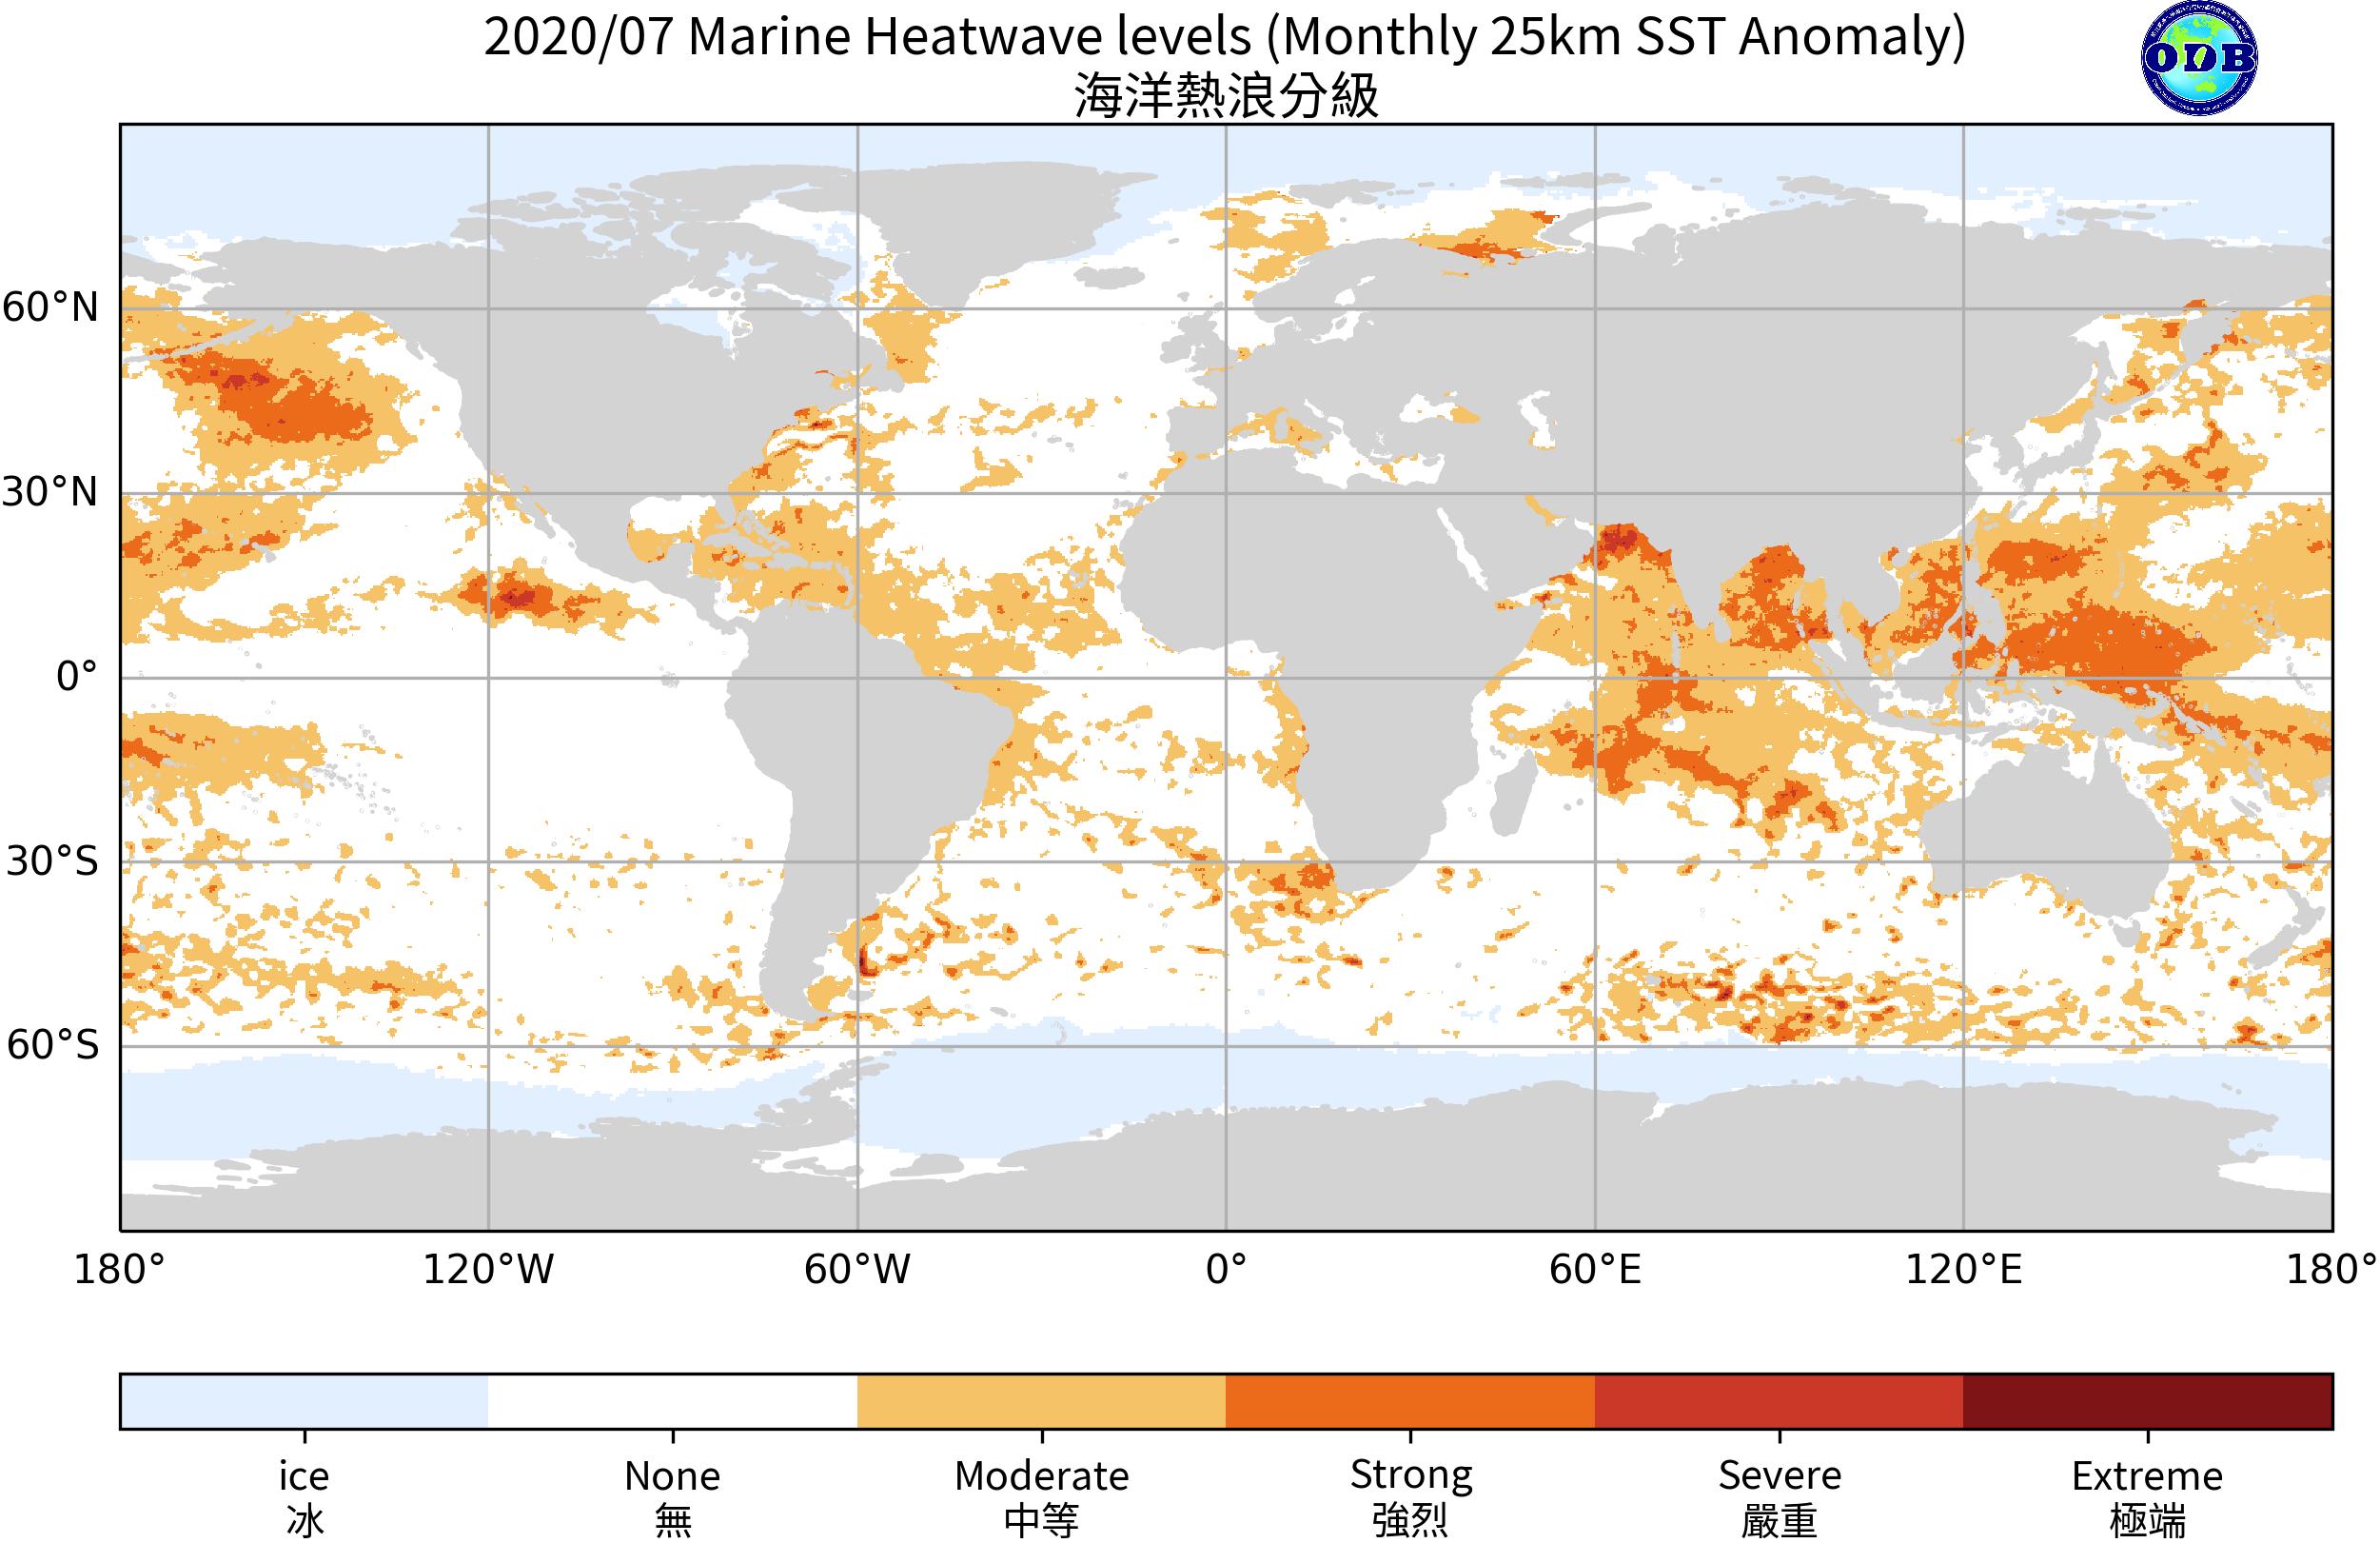 2020/07 Marine Heatwave levels (Monthly 25km SST Anomaly)
海洋熱浪分級
ODB
60°N
30°N
0°
30°S
60°S
180° 120°W 60°W 0° 60°E 120°E 180°
ice None Moderate Strong Severe Extreme
冰 無 中等 強烈 嚴重 極端